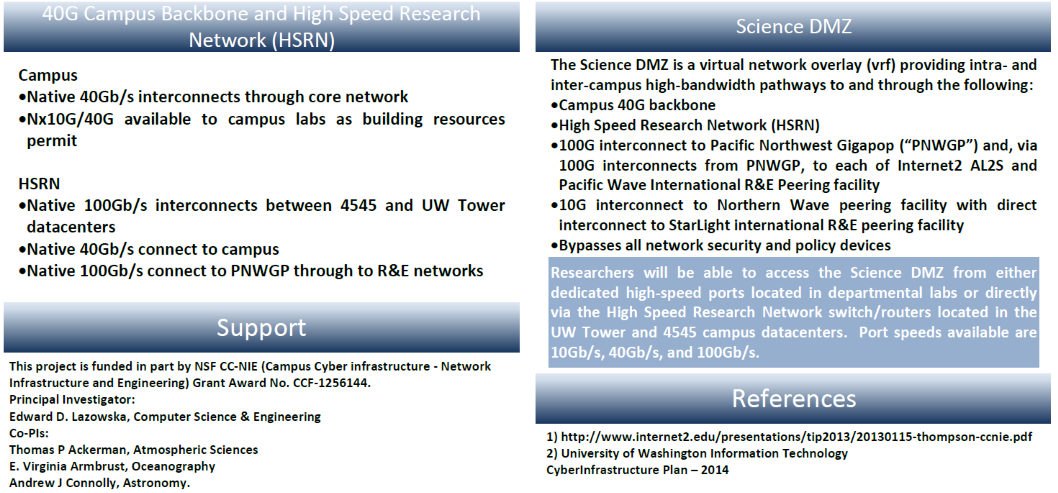 40G Campus Backbone and High Speed Research
Network (HSRN)
Campus
•Native 40Gb/s interconnects through core network
•Nx10G/40G available to campus labs as building resources
permit
HSRN
•Native 100Gb/s interconnects between 4545 and UW Tower
datacenters
•Native 40Gb/s connect to campus
•Native 100Gb/s connect to PNWGP through to R&E networks
Support
This project is funded in part by NSF CC-NIE (Campus Cyber infrastructure - Network
Infrastructure and Engineering) Grant Award No. CCF-1256144.
Principal Investigator:
Edward D. Lazowska, Computer Science & Engineering
Co-PIs:
Thomas P Ackerman, Atmospheric Sciences
E. Virginia Armbrust, Oceanography
Andrew J Connolly, Astronomy.
Science DMZ
The Science DMZ is a virtual network overlay (vrf) providing intra- and
inter-campus high-bandwidth pathways to and through the following:
•Campus 40G backbone
•High Speed Research Network (HSRN)
•100G interconnect to Pacific Northwest Gigapop (“PNWGP”) and, via
100G interconnects from PNWGP, to each of Internet2 AL2S and
Pacific Wave International R&E Peering facility
•10G interconnect to Northern Wave peering facility with direct
interconnect to StarLight international R&E peering facility
•Bypasses all network security and policy devices
Researchers will be able to access the Science DMZ from either
dedicated high-speed ports located in departmental labs or directly
via the High Speed Research Network switch/routers located in the
UW Tower and 4545 campus datacenters. Port speeds available are
10Gb/s, 40Gb/s, and 100Gb/s.
References
1) http://www.internet2.edu/presentations/tip2013/20130115-thompson-ccnie.pdf
2) University of Washington Information Technology
CyberInfrastructure Plan – 2014